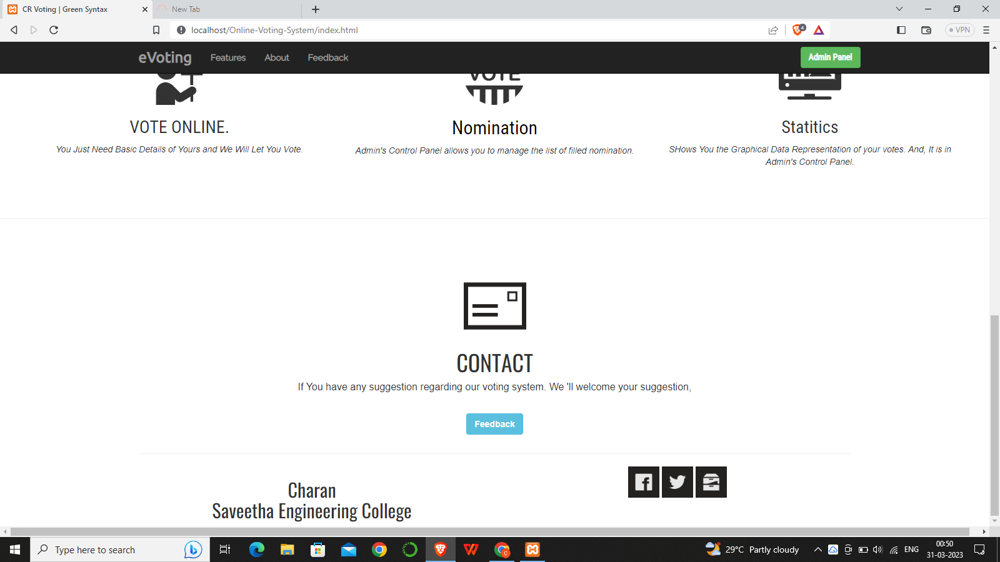 CR Voting | Green Syntax
New Tab
localhost/Online-Voting-System/index.html
4
VPN
eVoting
Features
About
Feedback
Admin Panel
VOTE
VOTE ONLINE.
Nomination
Statitics
You Just Need Basic Details of Yours and We Will Let You Vote.
Admin's Control Panel allows you to manage the list of filled nomination.
SHows You the Graphical Data Representation of your votes. And, It is in
Admin's Control Panel.
CONTACT
If You have any suggestion regarding our voting system. We 'll welcome your suggestion,
Feedback
Charan
Saveetha Engineering College
Type here to search
29°C Partly cloudy
ENG
00:50
31-03-2023